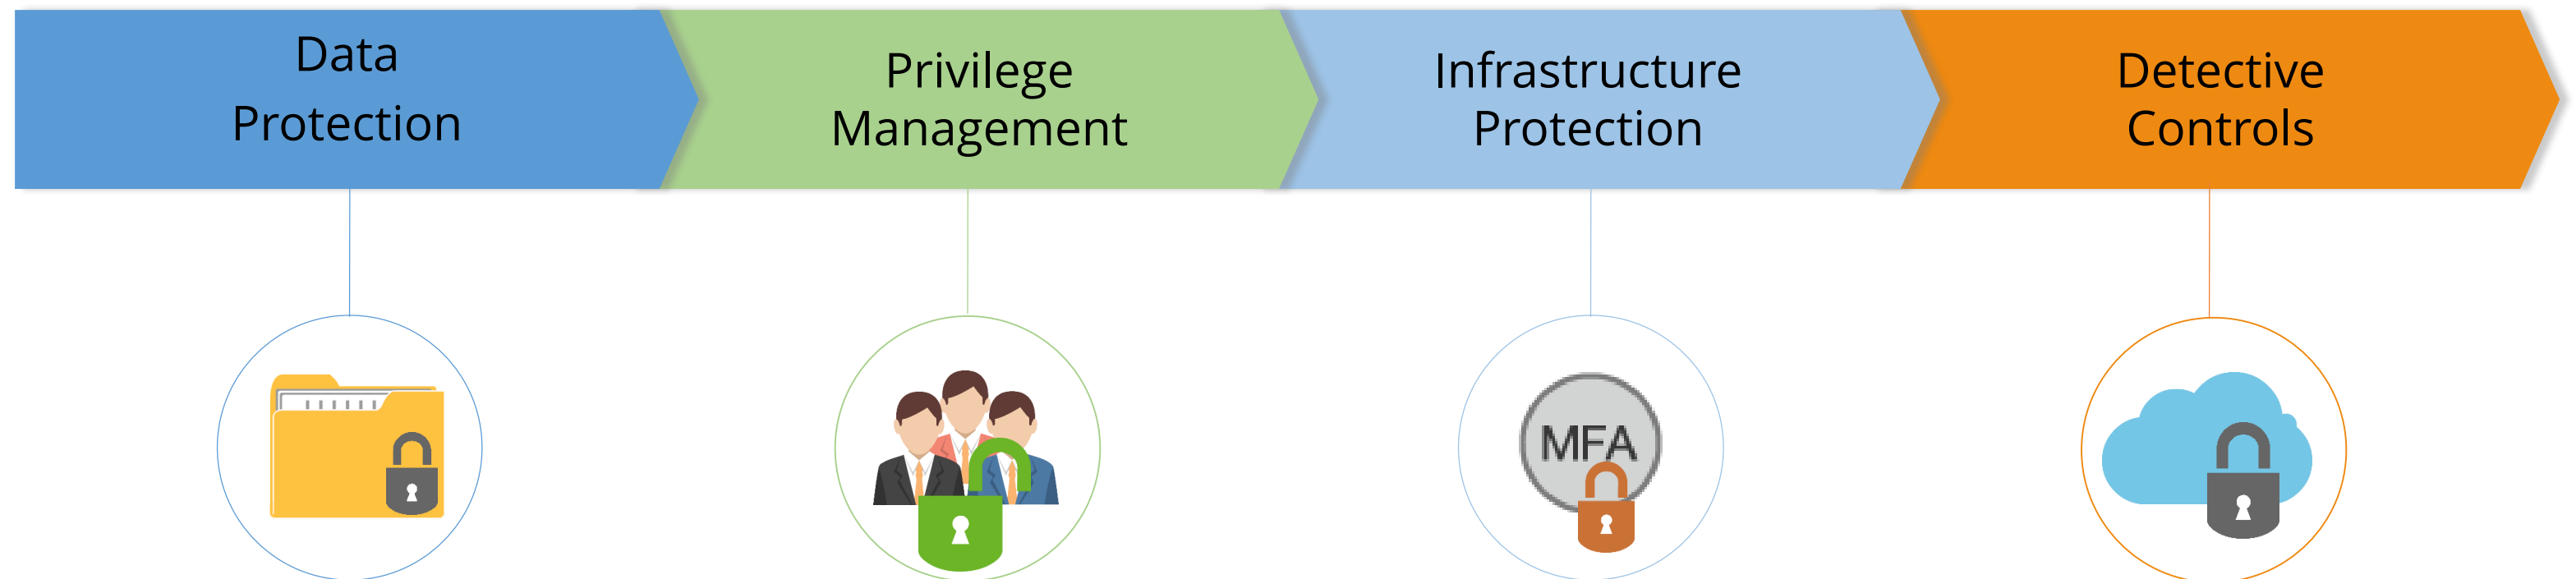 Data
Protection
Privilege
Management
Infrastructure
Protection
Detective
Controls
MFA